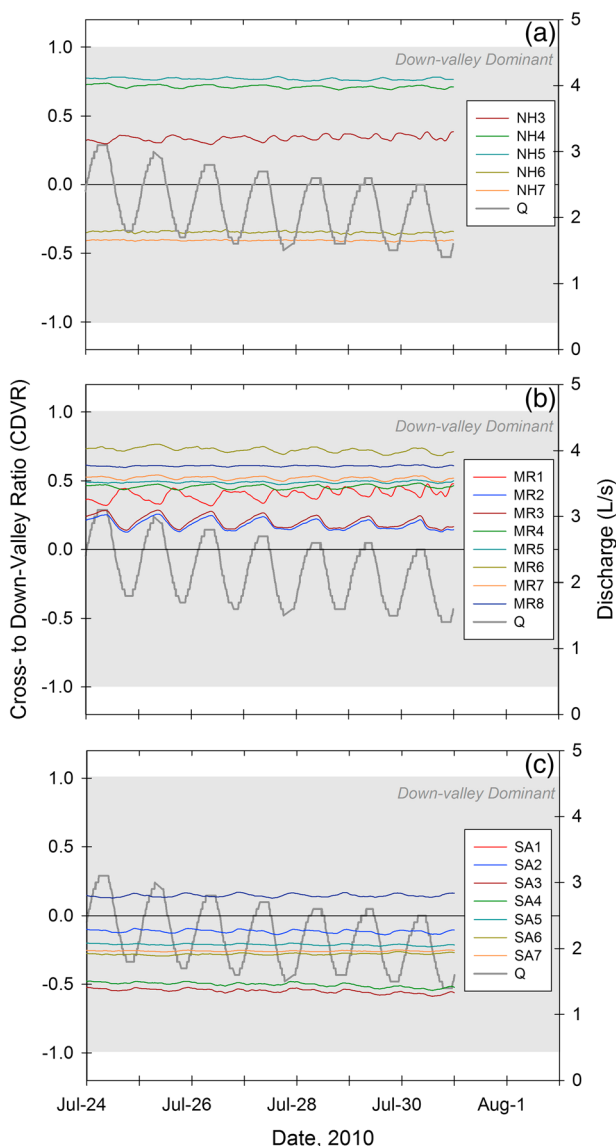 (a)
Down-valley Dominant
1.0
0.5
0.0
-0.5
-1.0
5
4
3
2
1
0
NH3
NH4
NH5
NH6
NH7
Q
(b)
Down-valley Dominant
1.0
0.5
0.0
-0.5
-1.0
5
4
3
2
1
0
MR1
MR2
MR3
MR4
MR5
MR6
MR7
MR8
Q
Cross- to Down-Valley Ratio (CDVR)
Discharge (L/s)
(c)
Down-valley Dominant
1.0
0.5
0.0
-0.5
-1.0
5
4
3
2
1
0
SA1
SA2
SA3
SA4
SA5
SA6
SA7
Q
Jul-24
Jul-26
Jul-28
Jul-30
Aug-1
Date, 2010